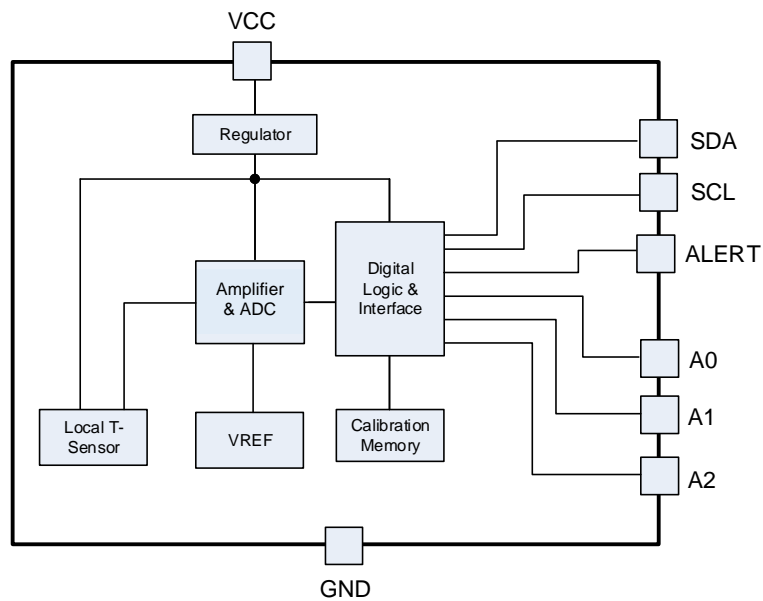 VCC
Regulator
SDA
SCL
ALERT
Digital
Logic &
Interface
Amplifier
& ADC
A0
A1
A2
Local T-
Sensor
VREF
Calibration
Memory
GND